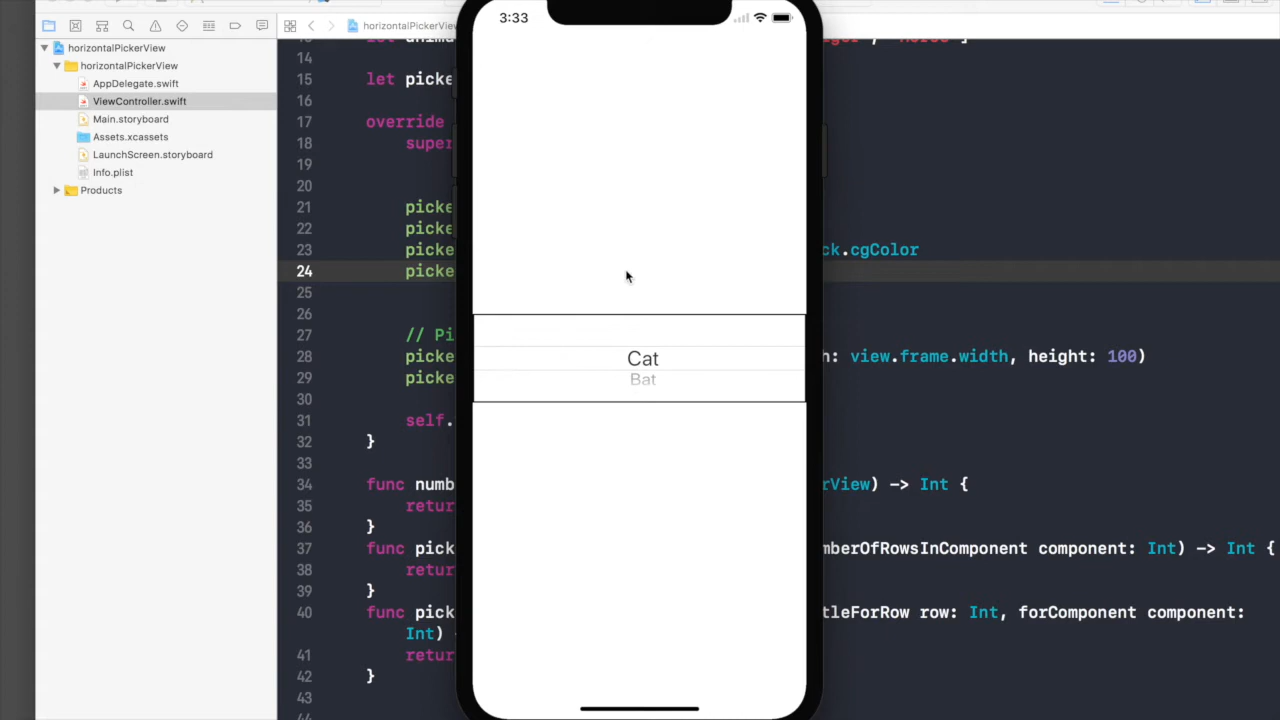 3:33
horizontalPickerView
horizontalPickerView
AppDelegate.swift
ViewController.swift
Main.storyboard
Assets.xcassets
LaunchScreen.storyboard
Info.plist
Products
horizontalPickerView
14
15 let picke
16
17 override
18 super
19
20
21 picke
22 picke
23 picke ck.cgColor
24 picke
25
26
27 // Pi
28 picke h: view.frame.width, height: 100)
29 picke
30
31 self.
32 }
33
34 func numb rView) -> Int {
35 retur
36 }
37 func pick mberOfRowsInComponent component: Int) -> Int {
38 retur
39 }
40 func pick tleForRow row: Int, forComponent component:
Int) -
41 retur
42 }
43
Cat
Bat